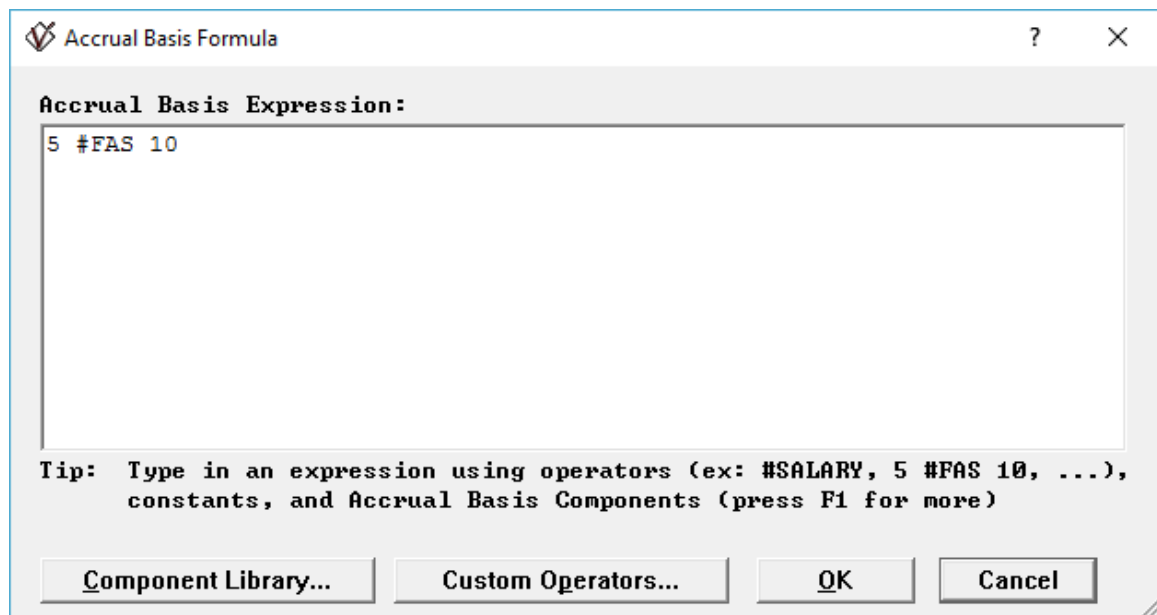 Accrual Basis Formula
?
Accrual Basis Expression:
5 #FAS 10
Tip: Type in an expression using operators (ex: #SALARY, 5 #FAS 10, ...),
constants, and Accrual Basis Components (press F1 for more)
Component Library... Custom Operators... OK Cancel